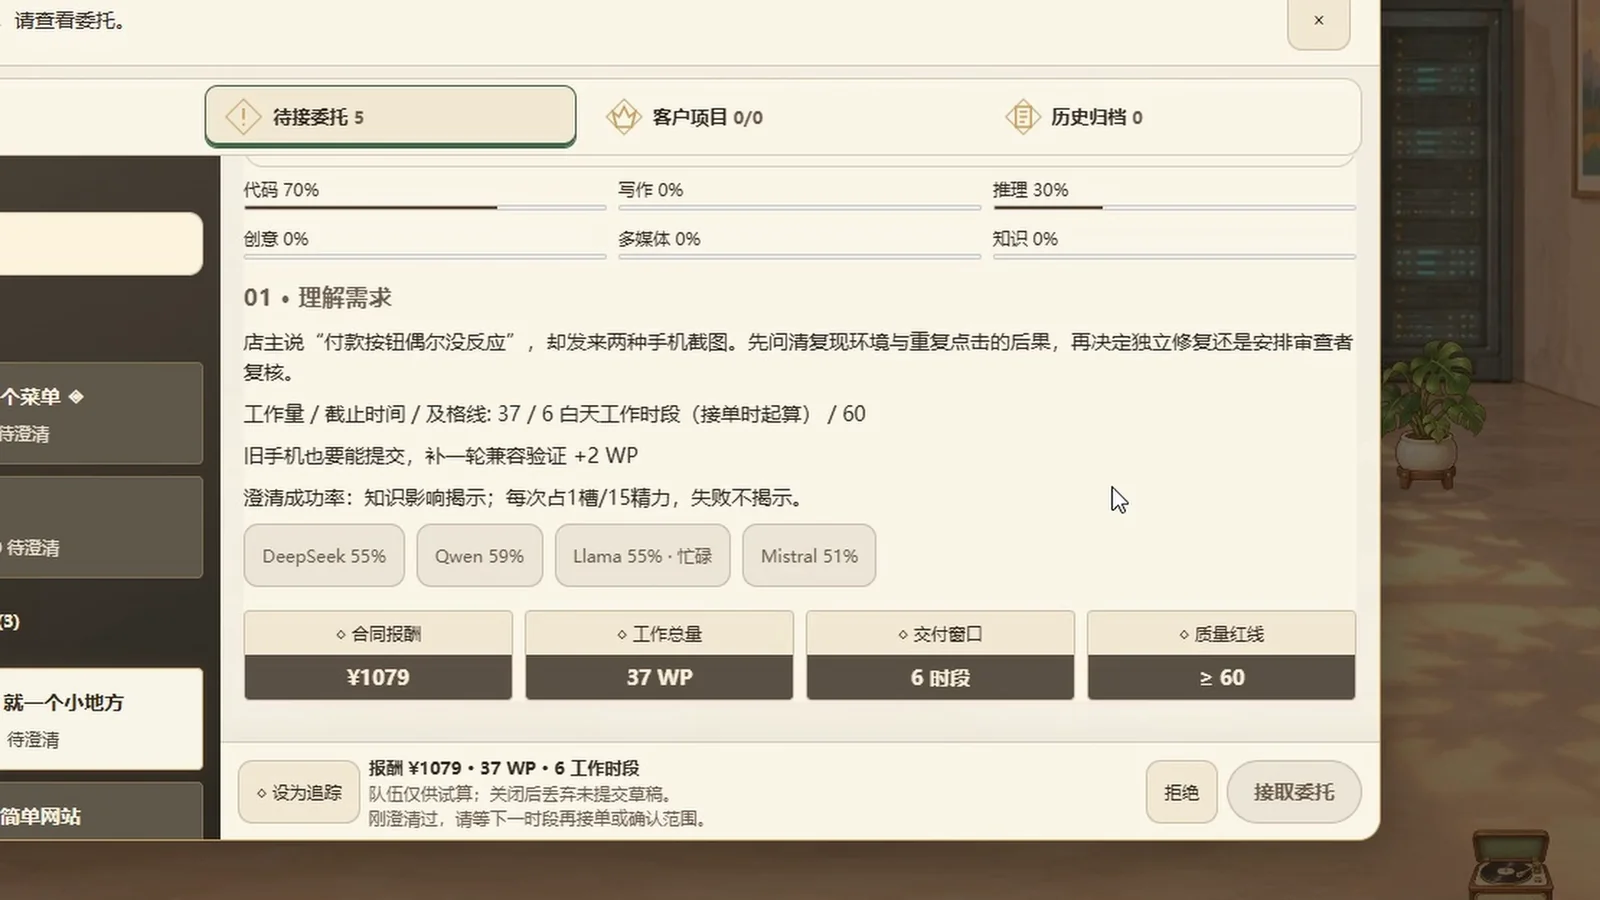 请查看委托。
×
待接委托 5
客户项目 0/0
历史归档 0
代码 70%
写作 0%
推理 30%
创意 0%
多媒体 0%
知识 0%
01 • 理解需求
店主说“付款按钮偶尔没反应”，却发来两种手机截图。先问清复现环境与重复点击的后果，再决定独立修复还是安排审查者
复核。
工作量 / 截止时间 / 及格线: 37 / 6 白天工作时段（接单时起算） / 60
旧手机也要能提交，补一轮兼容验证 +2 WP
澄清成功率：知识影响揭示；每次占1槽/15精力，失败不揭示。
DeepSeek 55%
Qwen 59%
Llama 55% · 忙碌
Mistral 51%
个菜单
待澄清
待澄清
(3)
就一个小地方
待澄清
简单网站
合同报酬
¥1079
工作总量
37 WP
交付窗口
6 时段
质量红线
≥ 60
设为追踪
报酬 ¥1079 • 37 WP • 6 工作时段
队伍仅供试算；关闭后丢弃未提交草稿。
刚澄清过，请等下一时段再接单或确认范围。
拒绝
接取委托